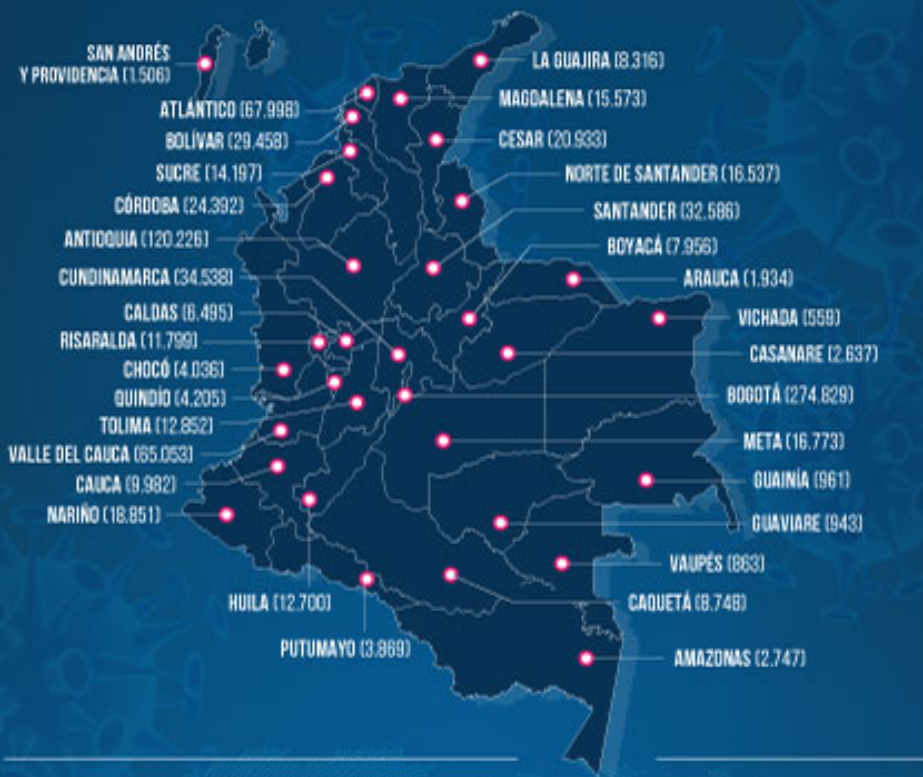 SAN ANDRÉS
Y PROVIDENCIA (1.506)
ATLÁNTICO (67.998)
BOLÍVAR (29.458)
SUCRE (14.197)
CÓRDOBA (24.392)
ANTIOQUIA (120.226)
CUNDINAMARCA (34.538)
CALDAS (6.495)
RISARALDA (11.799)
CHOCÓ (4.036)
QUINDÍO (4.205)
TOLIMA (12.852)
VALLE DEL CAUCA (65.053)
CAUCA (9.982)
NARIÑO (18.851)
HUILA (12.700)
PUTUMAYO (3.869)
LA GUAJIRA (8.316)
MAGDALENA (15.573)
CESAR (20.933)
NORTE DE SANTANDER (16.537)
SANTANDER (32.586)
BOYACÁ (7.956)
ARAUCA (1.934)
VICHADA (559)
CASANARE (2.637)
BOGOTÁ (274.829)
META (16.773)
GUAINÍA (961)
GUAVIARE (943)
VAUPÉS (863)
CAQUETÁ (8.748)
AMAZONAS (2.747)